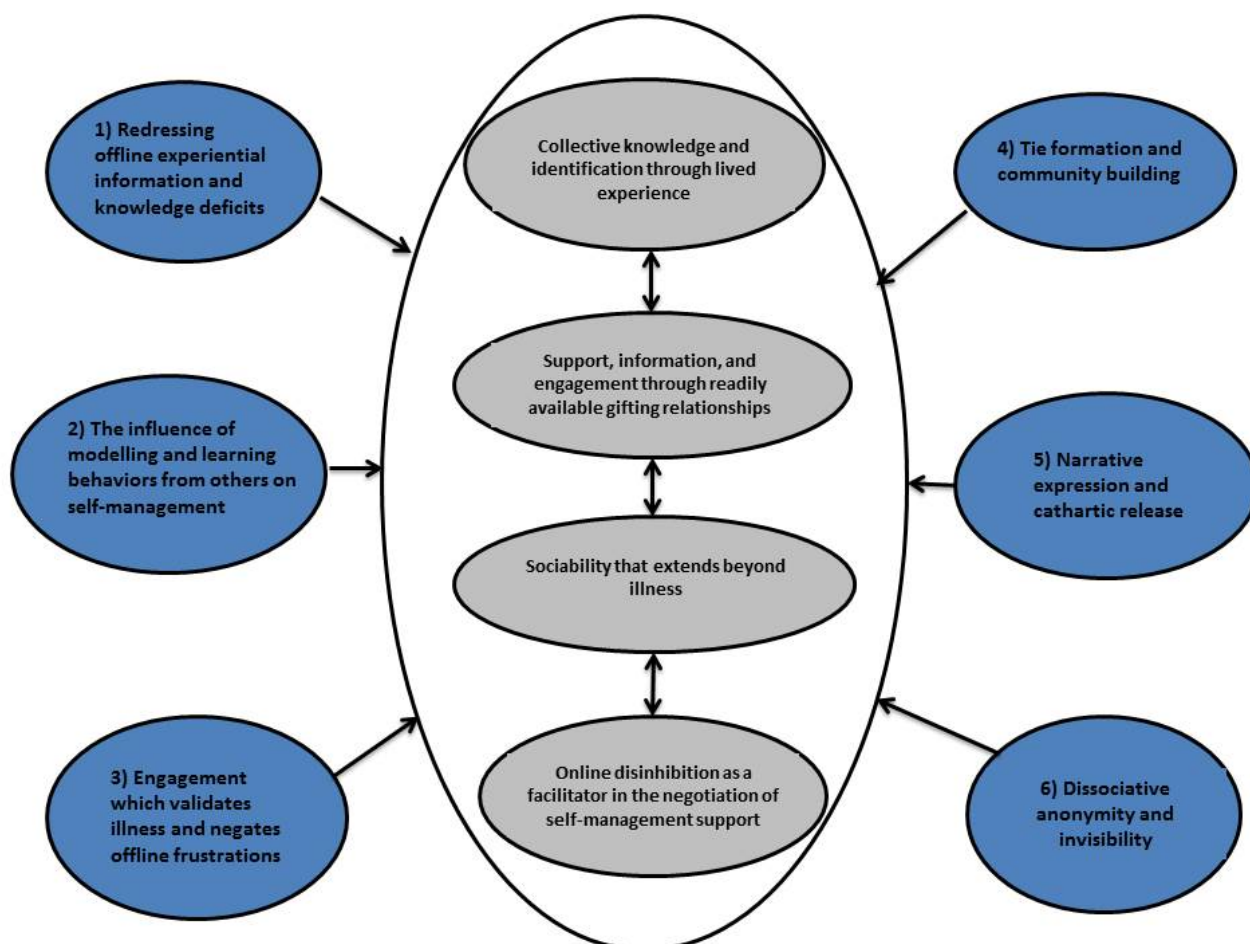 1) Redressing
offline experiential
information and
knowledge deficits
2) The influence of
modelling and learning
behaviors from others on
self-management
3) Engagement
which validates
illness and negates
offline frustrations
Collective knowledge and
identification through lived
experience
Support, information, and
engagement through readily
available gifting relationships
Sociability that extends beyond
illness
Online disinhibition as a
facilitator in the negotiation of
self-management support
4) Tie formation and
community building
5) Narrative
expression and
cathartic release
6) Dissociative
anonymity and
invisibility